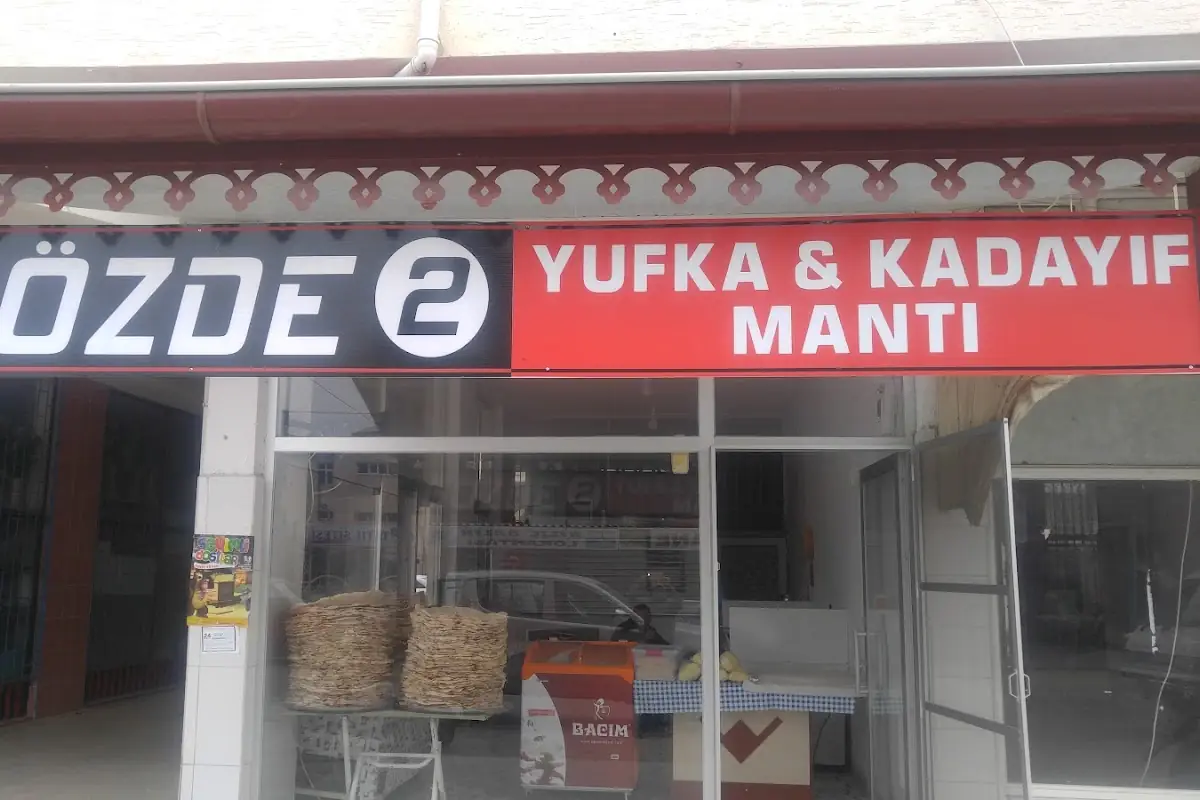 ÖZDE 2
YUFKA & KADAYIF
MANTI
BACIM